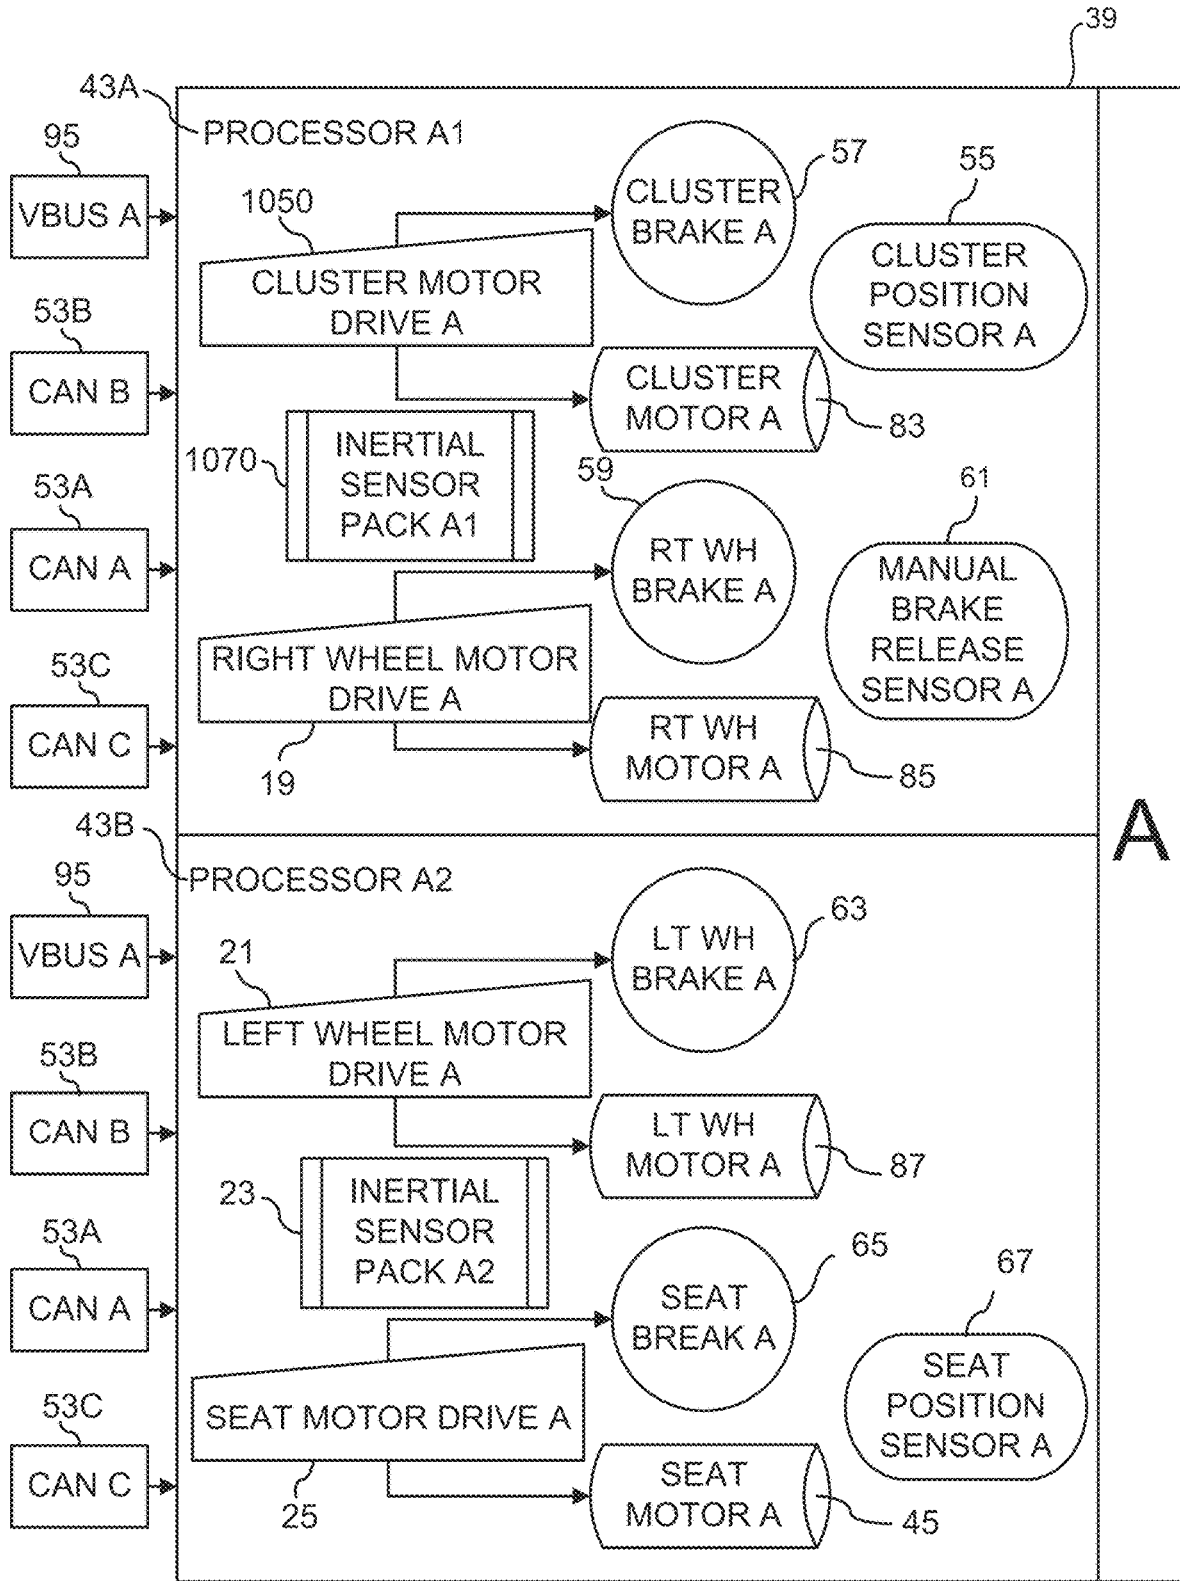 39
43A
PROCESSOR A1
95
VBUS A
1050
CLUSTER MOTOR
DRIVE A
CLUSTER
BRAKE A
57
55
CLUSTER
POSITION
SENSOR A
53B
CAN B
CLUSTER
MOTOR A
83
1070
INERTIAL
SENSOR
PACK A1
53A
CAN A
59
RT WH
BRAKE A
61
MANUAL
BRAKE
RELEASE
SENSOR A
53C
CAN C
RIGHT WHEEL MOTOR
DRIVE A
19
RT WH
MOTOR A
85
A
43B
PROCESSOR A2
95
VBUS A
21
LEFT WHEEL MOTOR
DRIVE A
LT WH
BRAKE A
63
53B
CAN B
LT WH
MOTOR A
87
23
INERTIAL
SENSOR
PACK A2
53A
CAN A
SEAT
BREAK A
65
67
SEAT
POSITION
SENSOR A
53C
CAN C
SEAT MOTOR DRIVE A
25
SEAT
MOTOR A
45